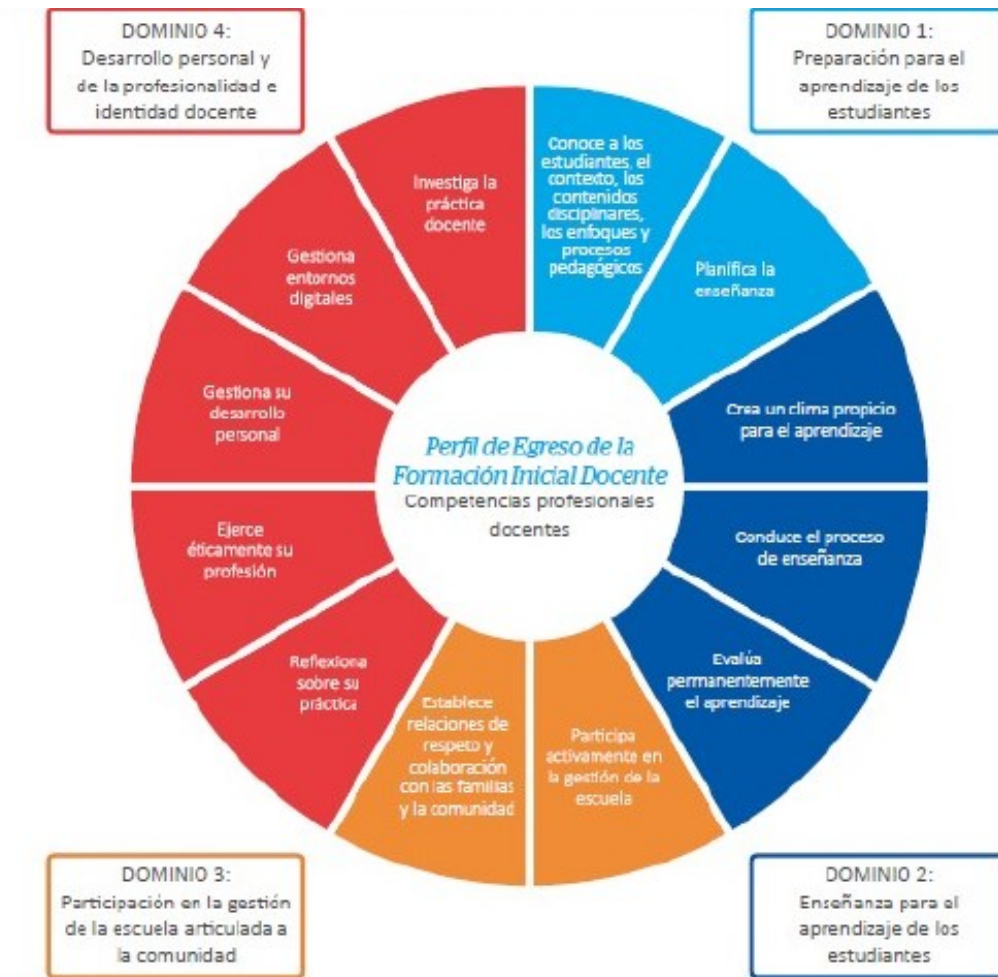 DOMINIO 4:
Desarrollo personal y
de la profesionalidad e
identidad docente
DOMINIO 1:
Preparación para el
aprendizaje de los
estudiantes
Conoce a los
estudiantes, el
contexto, los
contenidos
disciplinares,
los enfoques y
procesos
pedagógicos
Planifica la
enseñanza
Crea un clima propicio
para el aprendizaje
Conduce el proceso
de enseñanza
Evalúa
permanentemente
el aprendizaje
Participa
activamente en
la gestión de la
escuela
Establece
relaciones de
respeto y
colaboración
con las familias
y la comunidad
Reflexiona
sobre su
práctica
Ejerce
éticamente su
profesión
Gestiona su
desarrollo
personal
Gestiona
entornos
digitales
Investiga la
práctica
docente
Perfil de Egreso de la
Formación Inicial Docente
Competencias profesionales
docentes
DOMINIO 3:
Participación en la gestión
de la escuela articulada a
la comunidad
DOMINIO 2:
Enseñanza para el
aprendizaje de los
estudiantes